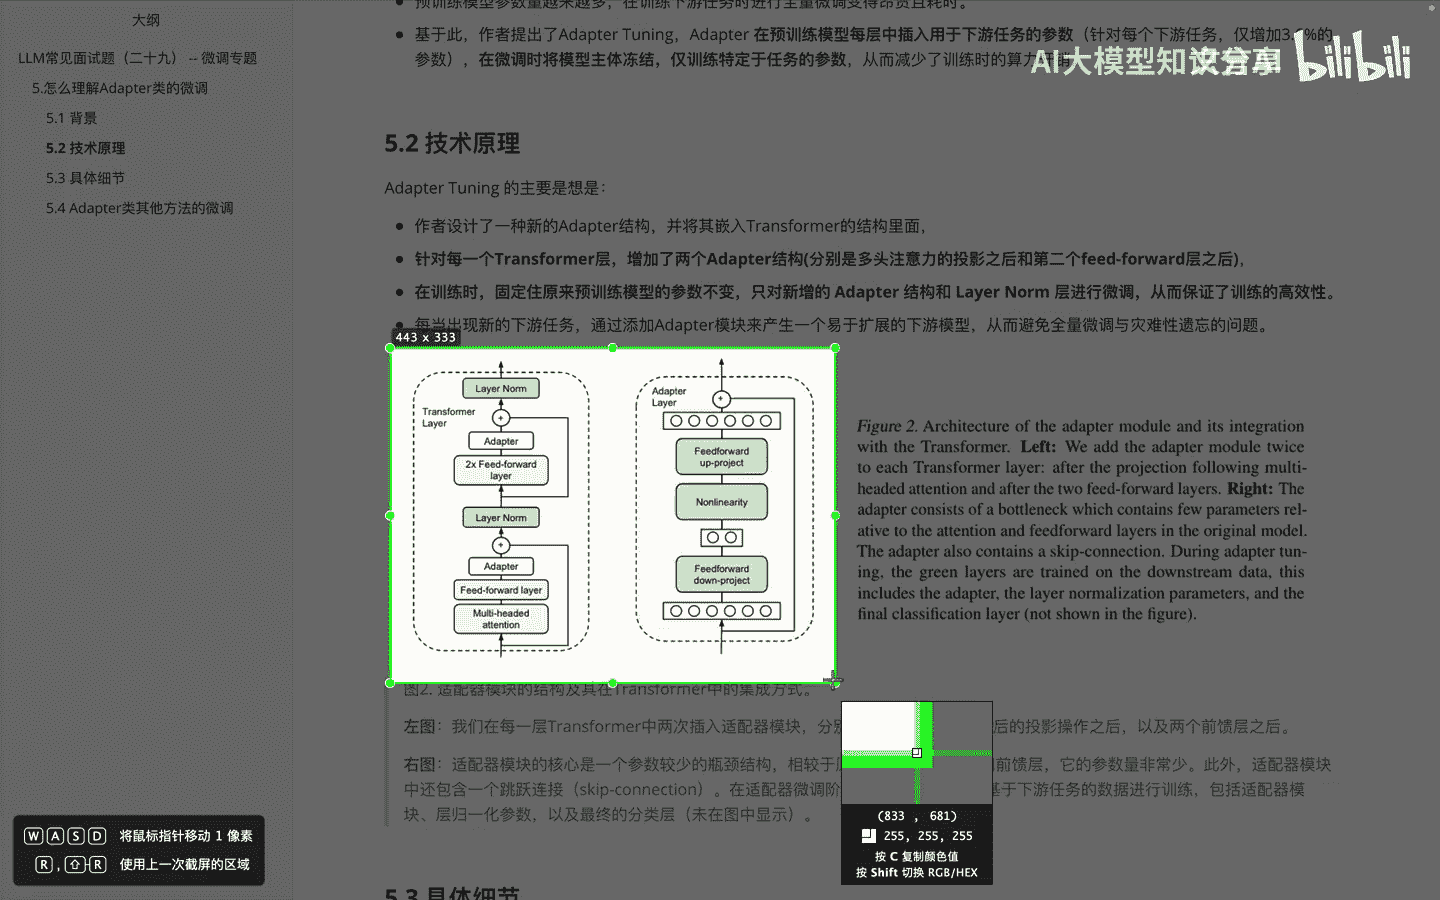 大纲
LLM常见面试题（二十九） -- 微调专题
5.怎么理解Adapter类的微调
5.1 背景
5.2 技术原理
5.3 具体细节
5.4 Adapter类其他方法的微调
预训练模型参数量越来越多，在训练下游任务时进行全量微调变得昂贵且耗时。
基于此，作者提出了Adapter Tuning，Adapter 在预训练模型每层中插入用于下游任务的参数（针对每个下游任务，仅增加3.%的
参数），在微调时将模型主体冻结，仅训练特定于任务的参数，从而减少了训练时的算力
AI大模型知识分享 bilibili
5.2 技术原理
Adapter Tuning 的主要是想是：
作者设计了一种新的Adapter结构，并将其嵌入Transformer的结构里面，
针对每一个Transformer层，增加了两个Adapter结构(分别是多头注意力的投影之后和第二个feed-forward层之后)，
在训练时，固定住原来预训练模型的参数不变，只对新增的 Adapter 结构和 Layer Norm 层进行微调，从而保证了训练的高效性。
每当出现新的下游任务，通过添加Adapter模块来产生一个易于扩展的下游模型，从而避免全量微调与灾难性遗忘的问题。
443 x 333
Layer Norm
Transformer
Layer
+
Adapter
2x Feed-forward
layer
Layer Norm
+
Adapter
Feed-forward layer
Multi-headed
attention
Adapter
Layer
+
Feedforward
up-project
Nonlinearity
Feedforward
down-project
Figure 2. Architecture of the adapter module and its integration
with the Transformer. Left: We add the adapter module twice
to each Transformer layer: after the projection following multi-
headed attention and after the two feed-forward layers. Right: The
adapter consists of a bottleneck which contains few parameters rel-
ative to the attention and feedforward layers in the original model.
The adapter also contains a skip-connection. During adapter tun-
ing, the green layers are trained on the downstream data, this
includes the adapter, the layer normalization parameters, and the
final classification layer (not shown in the figure).
图2. 适配器模块的结构及其在Transformer中的集成方式。
左图：我们在每一层Transformer中两次插入适配器模块，分 后的投影操作之后，以及两个前馈层之后。
右图：适配器模块的核心是一个参数较少的瓶颈结构，相较于 前馈层，它的参数量非常少。此外，适配器模块
中还包含一个跳跃连接（skip-connection）。在适配器微调阶 基于下游任务的数据进行训练，包括适配器模
块、层归一化参数，以及最终的分类层（未在图中显示）。
(833 , 681)
255, 255, 255
按 C 复制颜色值
按 Shift 切换 RGB/HEX
W A S D 将鼠标指针移动 1 像素
R , ⇧ R 使用上一次截屏的区域
5.3 具体细节